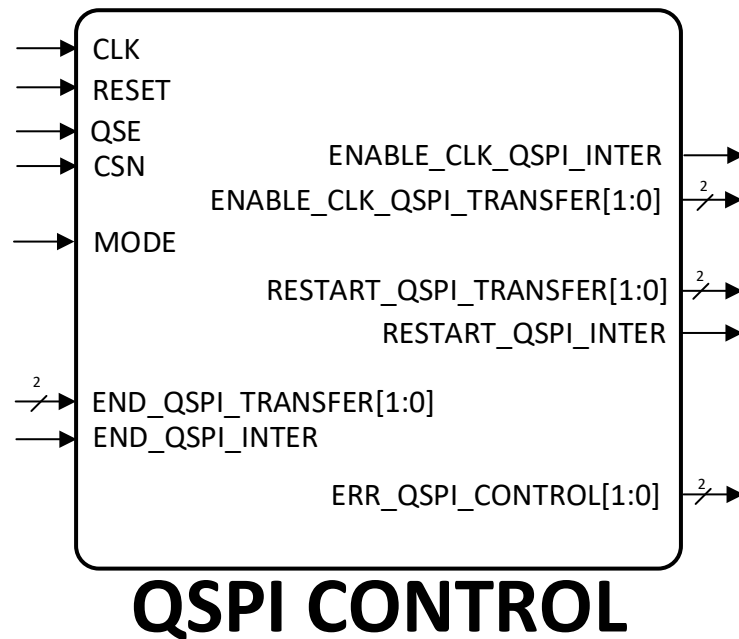 CLK
RESET
QSE
CSN
ENABLE_CLK_QSPI_INTER
ENABLE_CLK_QSPI_TRANSFER[1:0]
2
MODE
RESTART_QSPI_TRANSFER[1:0]
2
RESTART_QSPI_INTER
2
END_QSPI_TRANSFER[1:0]
END_QSPI_INTER
ERR_QSPI_CONTROL[1:0]
2
QSPI CONTROL